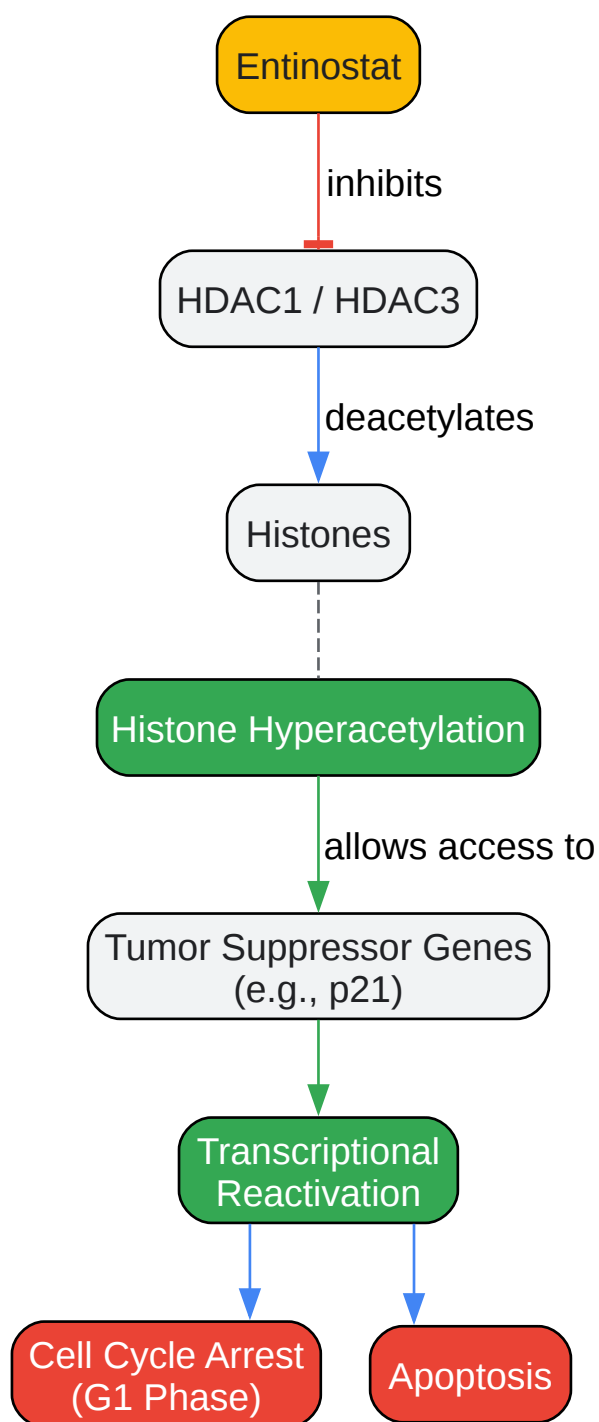 Entinostat
inhibits
HDAC1 / HDAC3
deacetylates
Histones
Histone Hyperacetylation
allows access to
Tumor Suppressor Genes
(e.g., p21)
Transcriptional
Reactivation
Cell Cycle Arrest
(G1 Phase)
Apoptosis